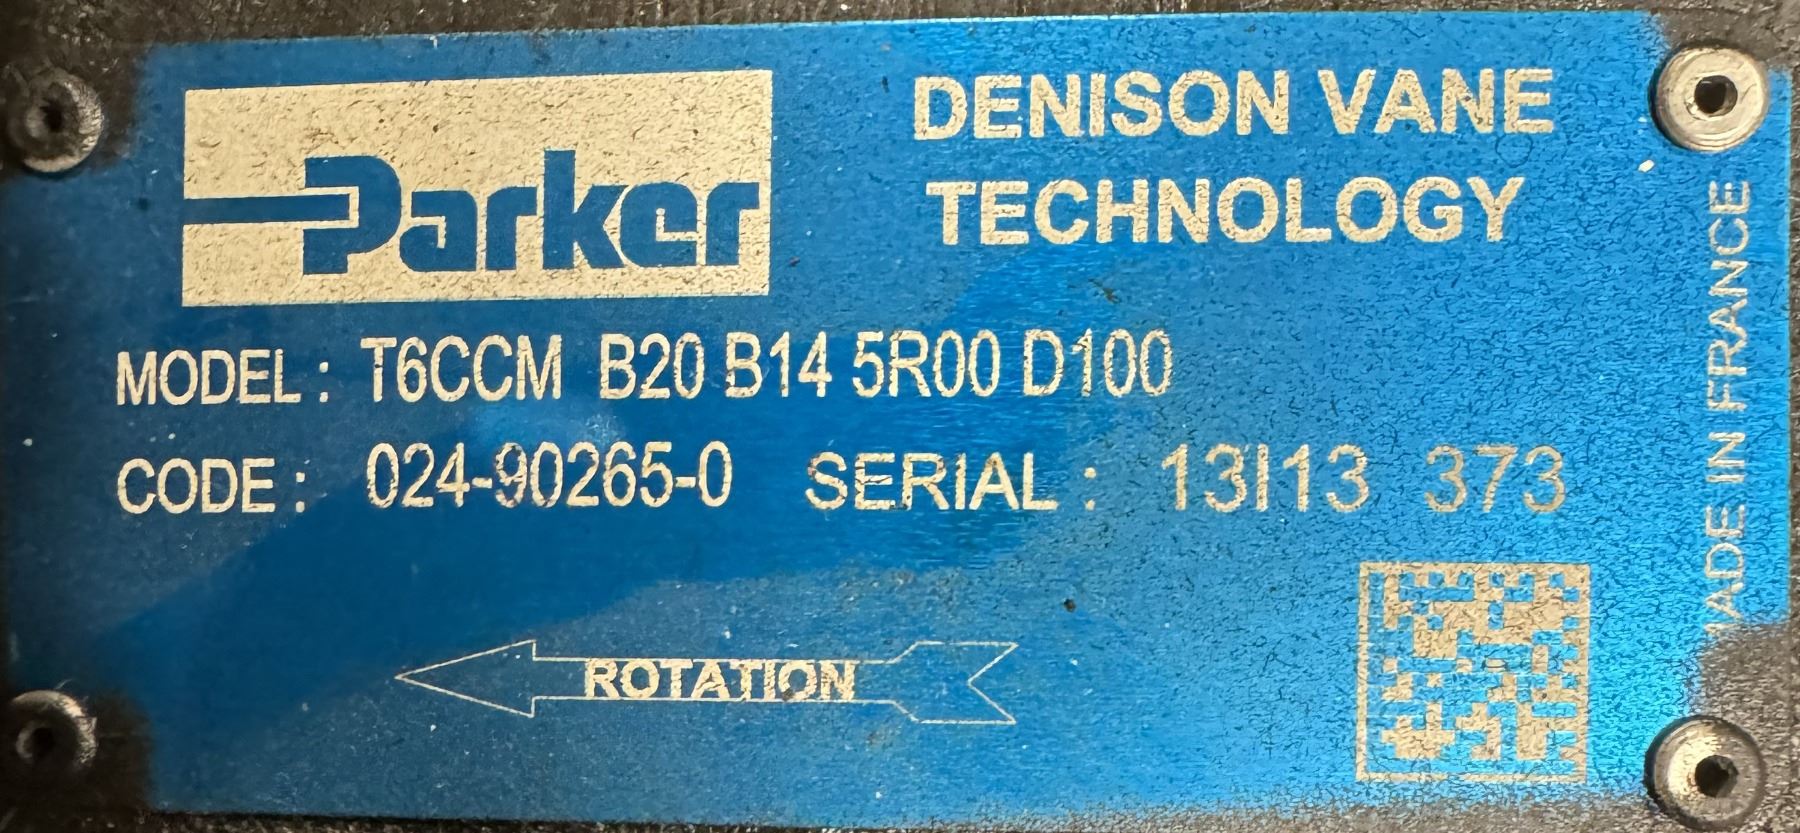 Parker
DENISON VANE
TECHNOLOGY
MODEL : T6CCM B20 B14 5R00 D100
CODE : 024-90265-0 SERIAL : 13I13 373
ROTATION
MADE IN FRANCE